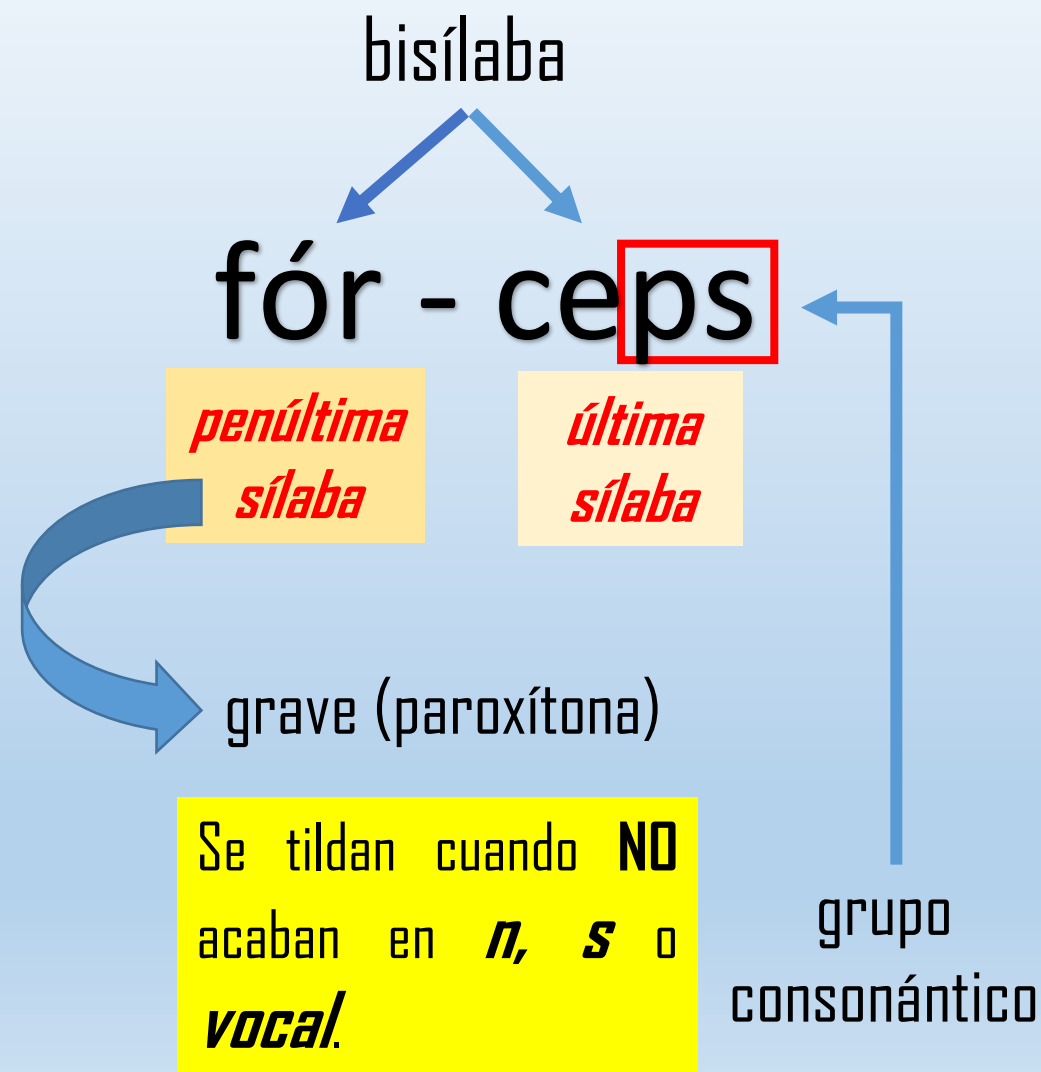 bisílaba
fór - ceps
penúltima
sílaba
última
sílaba
grave (paroxítona)
Se tildan cuando NO
acaban en n, s o
vocal.
grupo
consonántico